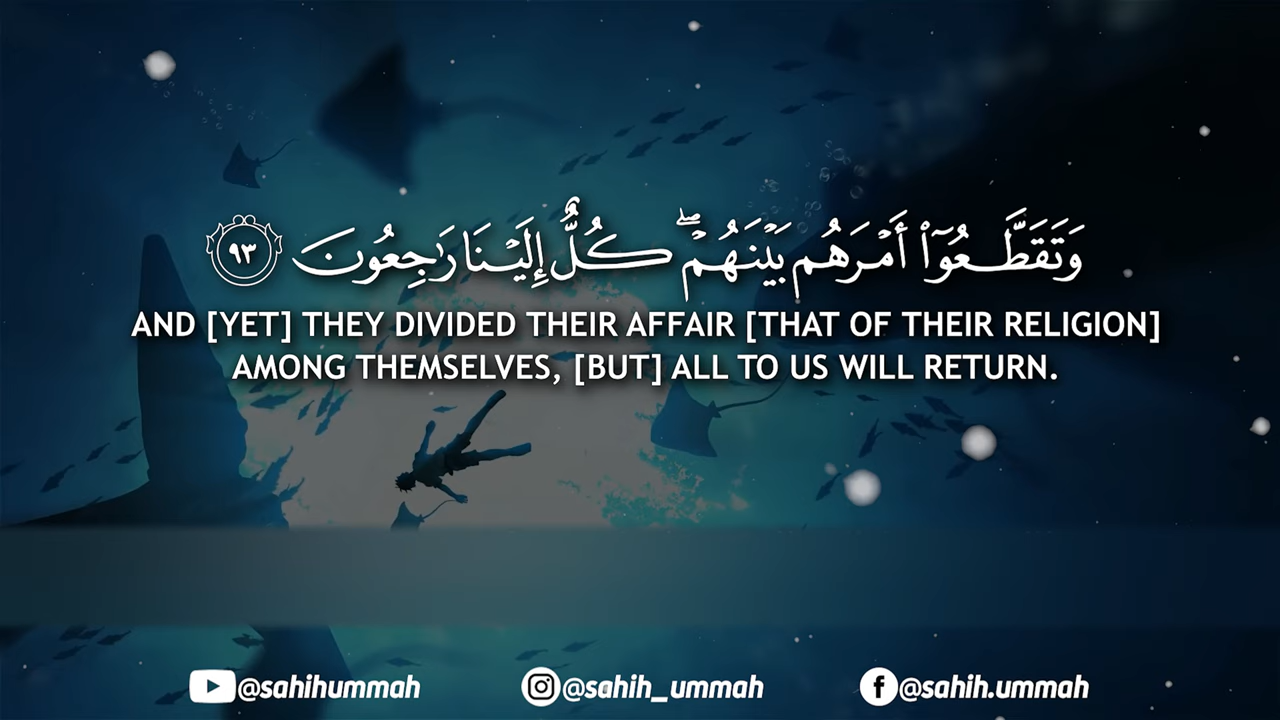 وَتَقَطَّعُوٓا۟ أَمْرَهُم بَيْنَهُمْ ۖ كُلٌّ إِلَيْنَا رَٰجِعُونَ ٩٣
AND [YET] THEY DIVIDED THEIR AFFAIR [THAT OF THEIR RELIGION]
AMONG THEMSELVES, [BUT] ALL TO US WILL RETURN.
@sahihummah @sahih_ummah @sahih.ummah